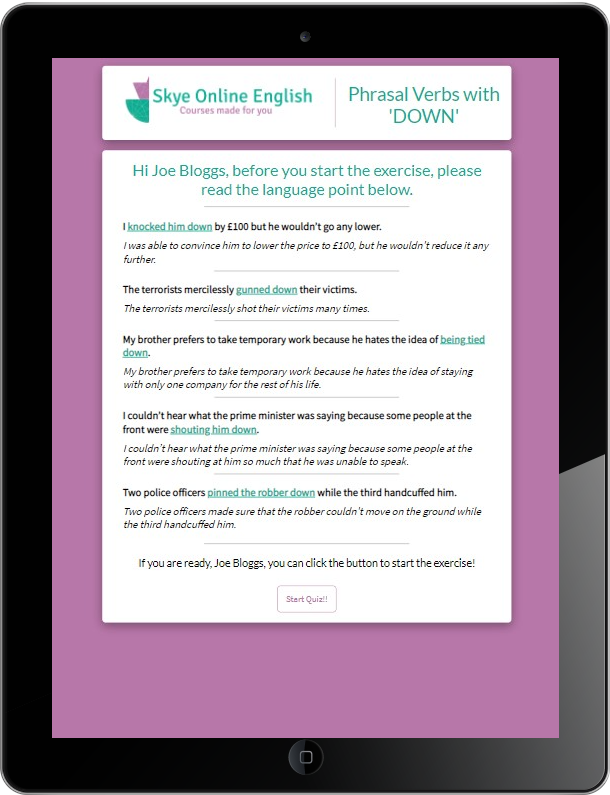 Skye Online English
Courses made for you
Phrasal Verbs with
'DOWN'
Hi Joe Bloggs, before you start the exercise, please
read the language point below.
I knocked him down by £100 but he wouldn't go any lower.
I was able to convince him to lower the price to £100, but he wouldn't reduce it any
further.
The terrorists mercilessly gunned down their victims.
The terrorists mercilessly shot their victims many times.
My brother prefers to take temporary work because he hates the idea of being tied
down.
My brother prefers to take temporary work because he hates the idea of staying
with only one company for the rest of his life.
I couldn't hear what the prime minister was saying because some people at the
front were shouting him down.
I couldn't hear what the prime minister was saying because some people at the
front were shouting at him so much that he was unable to speak.
Two police officers pinned the robber down while the third handcuffed him.
Two police officers made sure that the robber couldn't move on the ground while
the third handcuffed him.
If you are ready, Joe Bloggs, you can click the button to start the exercise!
Start Quiz!!